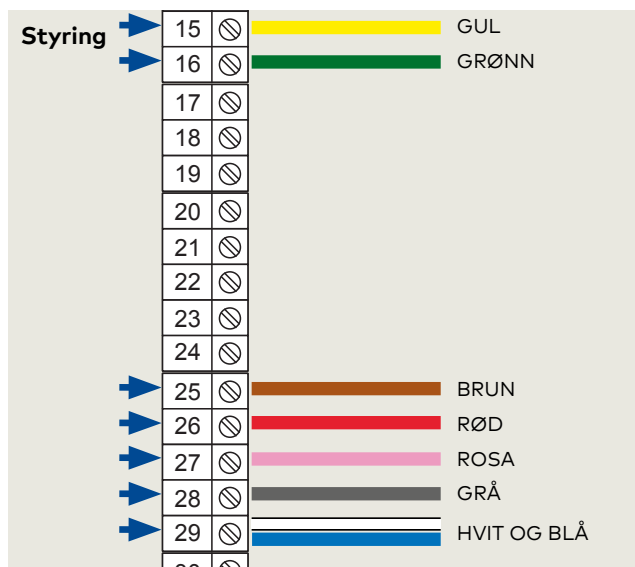 Styring
15 GUL
16 GRØNN
17
18
19
20
21
22
23
24
25 BRUN
26 RØD
27 ROSA
28 GRÅ
29 HVIT OG BLÅ